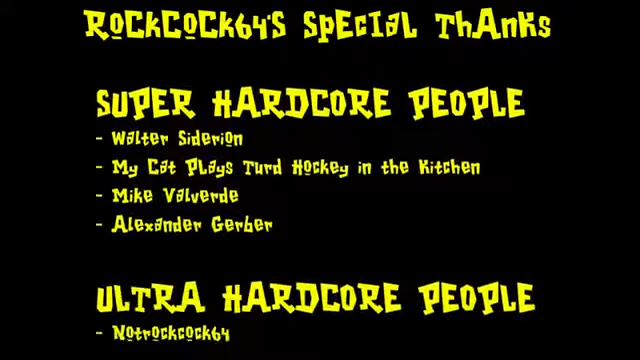 RockCock64's Special Thanks
SUPER HARDCORE PEOPLE
- Walter Siderion
- My Cat Plays Turd Hockey in the Kitchen
- Mike Valverde
- Alexander Gerber
ULTRA HARDCORE PEOPLE
- Notrockcock64